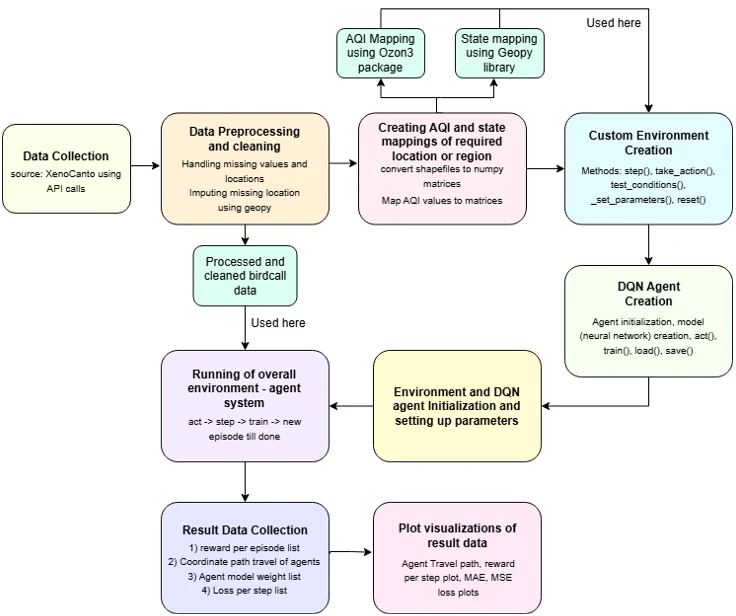 AQI Mapping
using Ozon3
package
State mapping
using Geopy
library
Used here
Data Collection
source: XenoCanto using
API calls
Data Preprocessing
and cleaning
Handling missing values and
locations
Imputing missing location
using geopy
Creating AQI and state
mappings of required
location or region
convert shapefiles to numpy
matrices
Map AQI values to matrices
Custom Environment
Creation
Methods: step(), take_action(),
test_conditions(),
_set_parameters(), reset()
Processed and
cleaned birdcall
data
Used here
DQN Agent
Creation
Agent initialization, model
(neural network) creation, act(),
train(), load(), save()
Running of overall
environment - agent
system
act -> step -> train -> new
episode till done
Environment and DQN
agent Initialization and
setting up parameters
Result Data Collection
1) reward per episode list
2) Coordinate path travel of agents
3) Agent model weight list
4) Loss per step list
Plot visualizations of
result data
Agent Travel path, reward
per step plot, MAE, MSE
loss plots